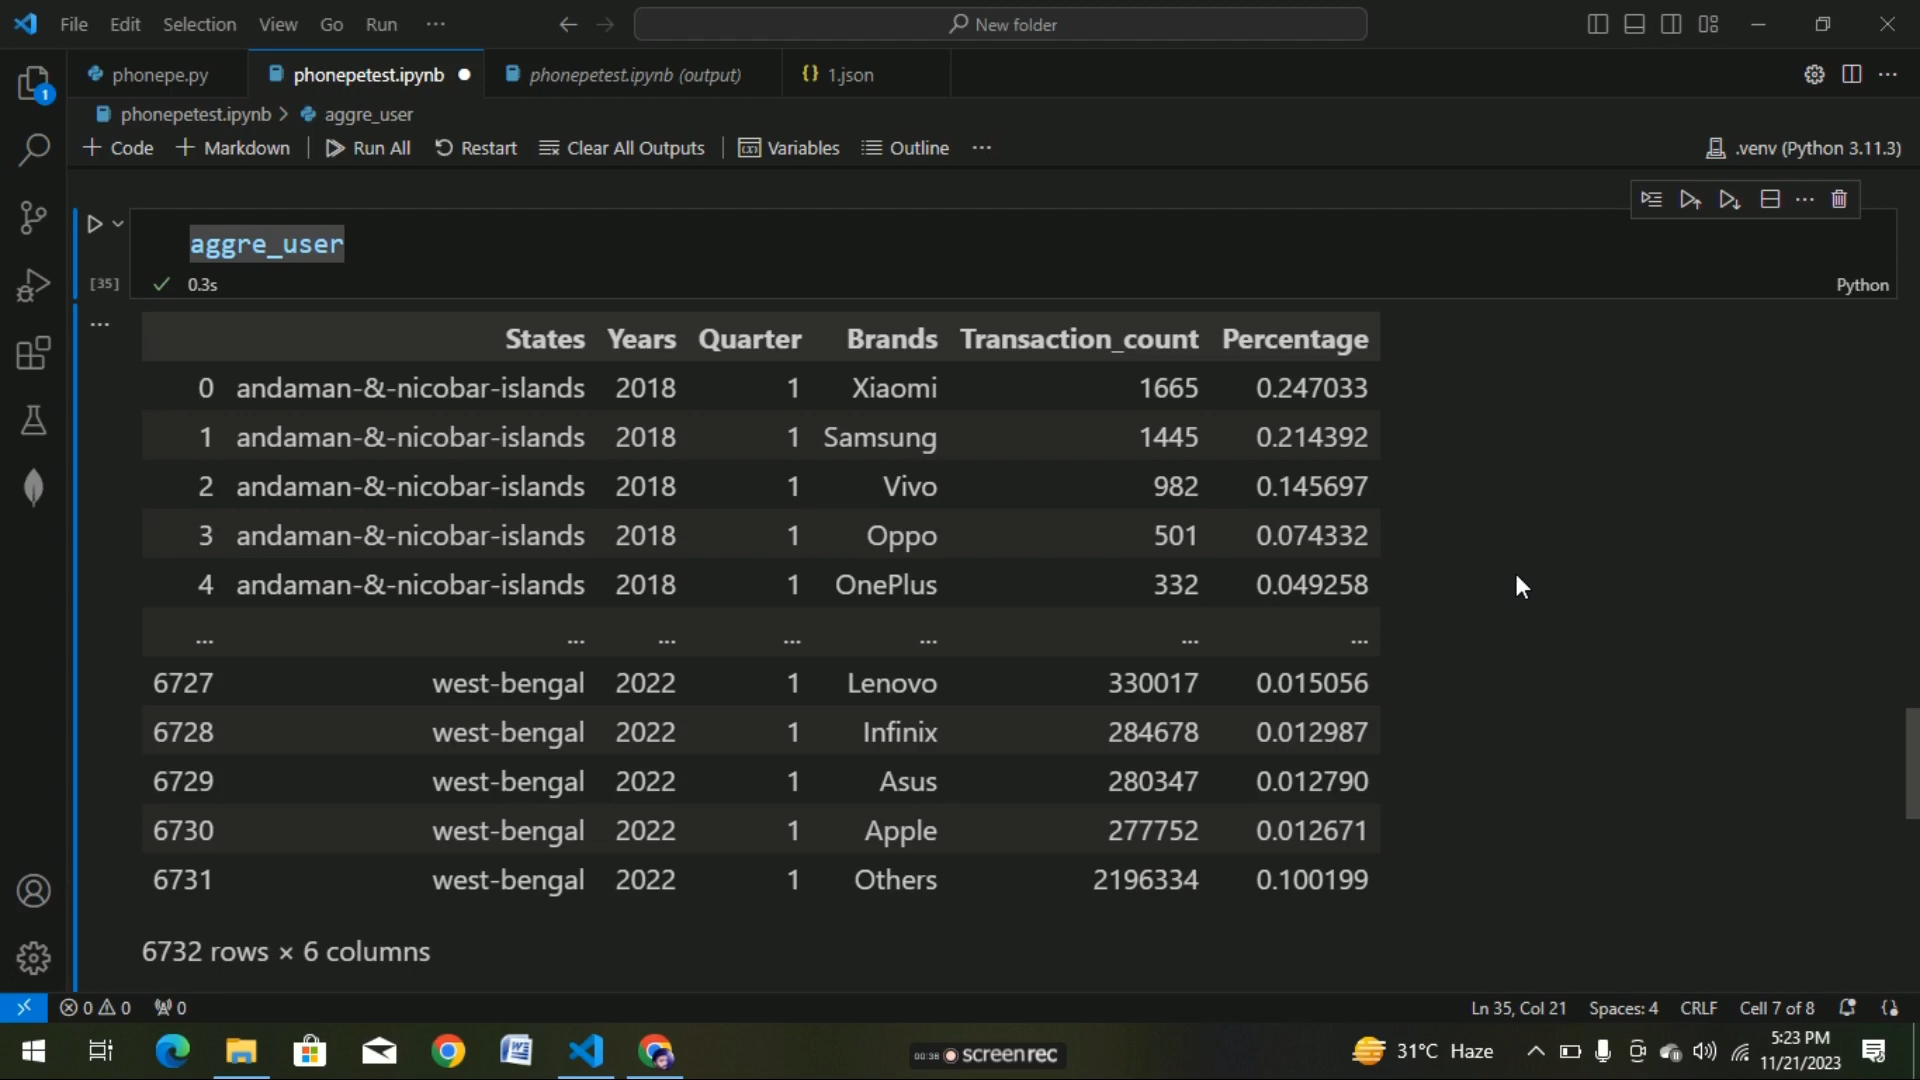 File Edit Selection View Go Run ··· New folder
phonepe.py phonepetest.ipynb phonepetest.ipynb (output) {} 1.json ···
1
phonepetest.ipynb > aggre_user
+ Code + Markdown | Run All Restart Clear All Outputs | Variables Outline ··· .venv (Python 3.11.3)
aggre_user
[35] 0.3s Python
States Years Quarter Brands Transaction_count Percentage
0 andaman-&-nicobar-islands 2018 1 Xiaomi 1665 0.247033
1 andaman-&-nicobar-islands 2018 1 Samsung 1445 0.214392
2 andaman-&-nicobar-islands 2018 1 Vivo 982 0.145697
3 andaman-&-nicobar-islands 2018 1 Oppo 501 0.074332
4 andaman-&-nicobar-islands 2018 1 OnePlus 332 0.049258
... ... ... ... ... ... ...
6727 west-bengal 2022 1 Lenovo 330017 0.015056
6728 west-bengal 2022 1 Infinix 284678 0.012987
6729 west-bengal 2022 1 Asus 280347 0.012790
6730 west-bengal 2022 1 Apple 277752 0.012671
6731 west-bengal 2022 1 Others 2196334 0.100199
6732 rows × 6 columns
0 0 0 Ln 35, Col 21 Spaces: 4 CRLF Cell 7 of 8
00:36 screenrec 31°C Haze 5:23 PM
11/21/2023